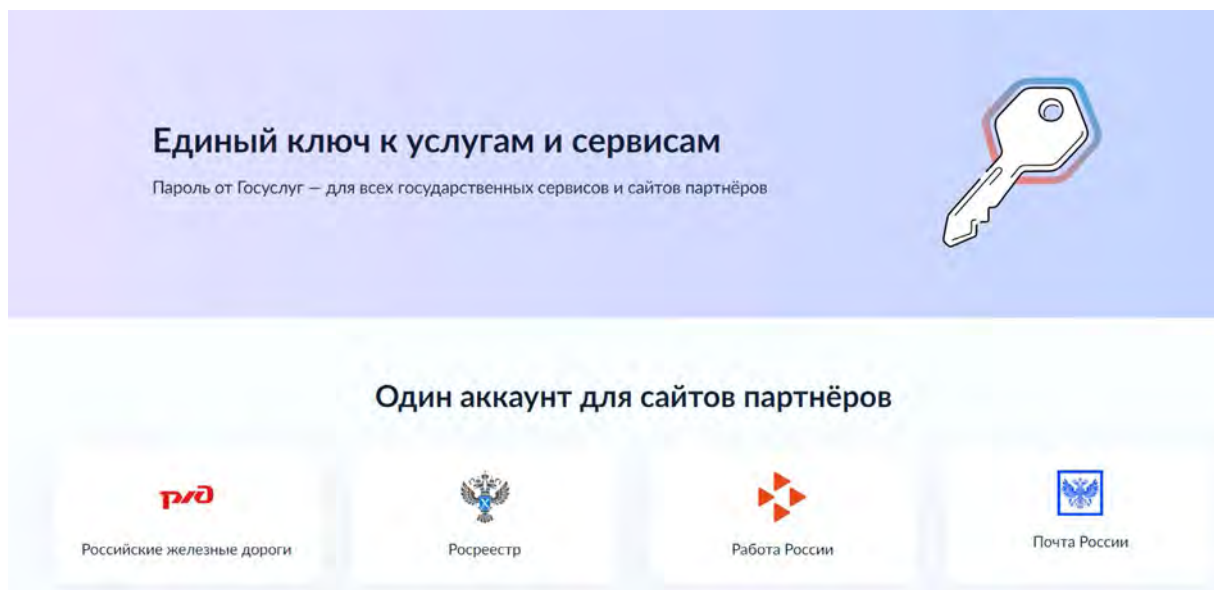 Единый ключ к услугам и сервисам
Пароль от Госуслуг — для всех государственных сервисов и сайтов партнёров
Один аккаунт для сайтов партнёров
ржд
Российские железные дороги
Росреестр
Работа России
Почта России